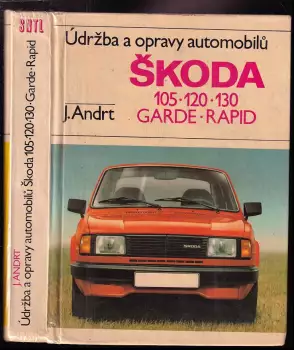 SNTL
Údržba a opravy automobilů Škoda 105·120·130·Garde·Rapid
J. ANDRT
Údržba a opravy automobilů
ŠKODA
105·120·130
GARDE·RAPID
J. Andrt
SKODA